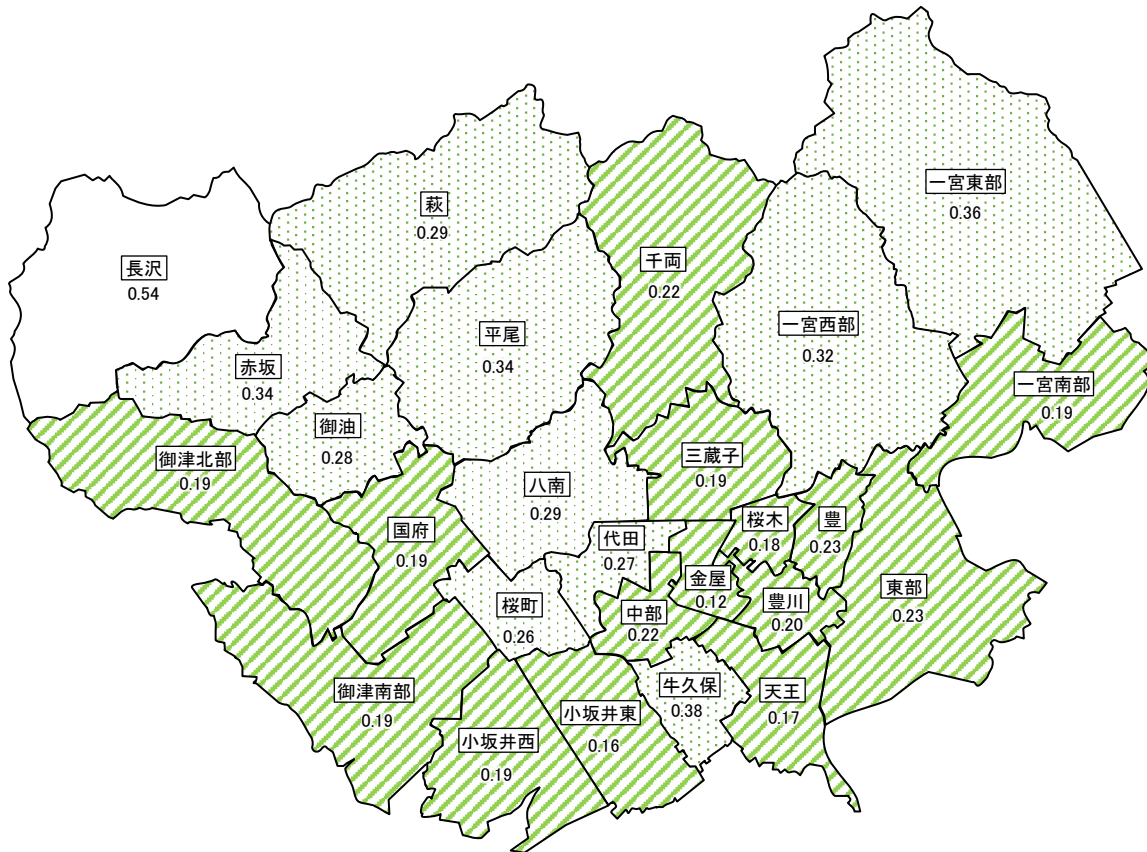 一宮東部
0.36
萩
0.29
長沢
0.54
千両
0.22
平尾
0.34
一宮西部
0.32
赤坂
0.34
一宮南部
0.19
御油
0.28
御津北部
0.19
三蔵子
0.19
八南
0.29
国府
0.19
代田
0.27
桜木
0.18
豊
0.23
金屋
0.12
東部
0.23
桜町
0.26
中部
0.22
豊川
0.20
御津南部
0.19
牛久保
0.38
天王
0.17
小坂井東
0.16
小坂井西
0.19